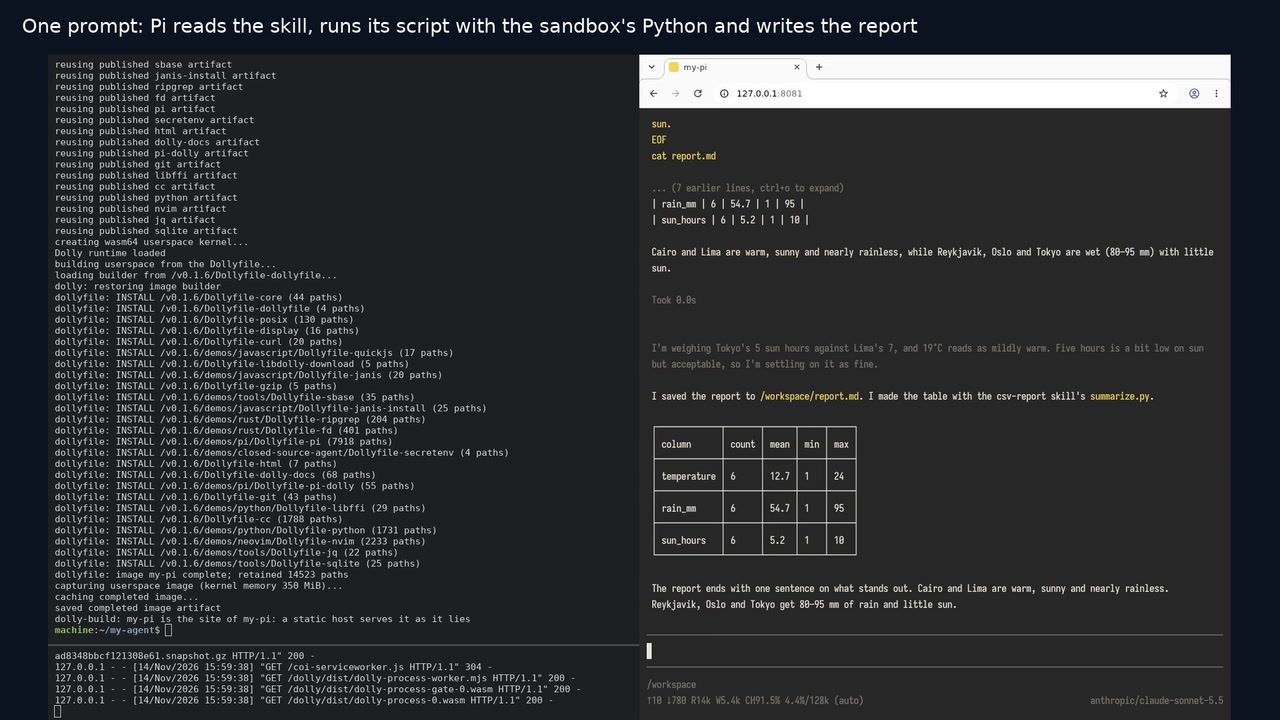 One prompt: Pi reads the skill, runs its script with the sandbox's Python and writes the report
reusing published sbase artifact
reusing published janis-install artifact
reusing published ripgrep artifact
reusing published fd artifact
reusing published pi artifact
reusing published secretenv artifact
reusing published html artifact
reusing published dolly-docs artifact
reusing published pi-dolly artifact
reusing published git artifact
reusing published libffi artifact
reusing published cc artifact
reusing published python artifact
reusing published nvim artifact
reusing published jq artifact
reusing published sqlite artifact
creating wasm64 userspace kernel...
Dolly runtime loaded
building userspace from the Dollyfile...
loading builder from /v0.1.6/Dollyfile-dollyfile...
dolly: restoring image builder
dollyfile: INSTALL /v0.1.6/Dollyfile-core (44 paths)
dollyfile: INSTALL /v0.1.6/Dollyfile-dollyfile (4 paths)
dollyfile: INSTALL /v0.1.6/Dollyfile-posix (130 paths)
dollyfile: INSTALL /v0.1.6/Dollyfile-display (16 paths)
dollyfile: INSTALL /v0.1.6/Dollyfile-curl (20 paths)
dollyfile: INSTALL /v0.1.6/demos/javascript/Dollyfile-quickjs (17 paths)
dollyfile: INSTALL /v0.1.6/Dollyfile-libdolly-download (5 paths)
dollyfile: INSTALL /v0.1.6/demos/javascript/Dollyfile-janis (20 paths)
dollyfile: INSTALL /v0.1.6/Dollyfile-gzip (5 paths)
dollyfile: INSTALL /v0.1.6/demos/tools/Dollyfile-sbase (35 paths)
dollyfile: INSTALL /v0.1.6/demos/javascript/Dollyfile-janis-install (25 paths)
dollyfile: INSTALL /v0.1.6/demos/rust/Dollyfile-ripgrep (204 paths)
dollyfile: INSTALL /v0.1.6/demos/rust/Dollyfile-fd (401 paths)
dollyfile: INSTALL /v0.1.6/demos/pi/Dollyfile-pi (7918 paths)
dollyfile: INSTALL /v0.1.6/demos/closed-source-agent/Dollyfile-secretenv (4 paths)
dollyfile: INSTALL /v0.1.6/Dollyfile-html (7 paths)
dollyfile: INSTALL /v0.1.6/Dollyfile-dolly-docs (68 paths)
dollyfile: INSTALL /v0.1.6/demos/pi/Dollyfile-pi-dolly (55 paths)
dollyfile: INSTALL /v0.1.6/Dollyfile-git (43 paths)
dollyfile: INSTALL /v0.1.6/demos/python/Dollyfile-libffi (29 paths)
dollyfile: INSTALL /v0.1.6/Dollyfile-cc (1788 paths)
dollyfile: INSTALL /v0.1.6/demos/python/Dollyfile-python (1731 paths)
dollyfile: INSTALL /v0.1.6/demos/neovim/Dollyfile-nvim (2233 paths)
dollyfile: INSTALL /v0.1.6/demos/tools/Dollyfile-jq (22 paths)
dollyfile: INSTALL /v0.1.6/demos/tools/Dollyfile-sqlite (25 paths)
dollyfile: image my-pi complete; retained 14523 paths
capturing userspace image (kernel memory 350 MiB)...
caching completed image...
saved completed image artifact
dolly-build: my-pi is the site of my-pi: a static host serves it as it lies
machine:~/my-agent$
ad8348bbcf121308e61.snapshot.gz HTTP/1.1" 200 -
127.0.0.1 - - [14/Nov/2026 15:59:38] "GET /coi-serviceworker.js HTTP/1.1" 304 -
127.0.0.1 - - [14/Nov/2026 15:59:38] "GET /dolly/dist/dolly-process-worker.mjs HTTP/1.1" 200 -
127.0.0.1 - - [14/Nov/2026 15:59:38] "GET /dolly/dist/dolly-process-gate-0.wasm HTTP/1.1" 200 -
127.0.0.1 - - [14/Nov/2026 15:59:38] "GET /dolly/dist/dolly-process-0.wasm HTTP/1.1" 200 -
my-pi
127.0.0.1:8081
sun.
EOF
cat report.md
... (7 earlier lines, ctrl+o to expand)
| rain_mm | 6 | 54.7 | 1 | 95 |
| sun_hours | 6 | 5.2 | 1 | 10 |
Cairo and Lima are warm, sunny and nearly rainless, while Reykjavik, Oslo and Tokyo are wet (80–95 mm) with little
sun.
Took 0.0s
I'm weighing Tokyo's 5 sun hours against Lima's 7, and 19°C reads as mildly warm. Five hours is a bit low on sun
but acceptable, so I'm settling on it as fine.
I saved the report to /workspace/report.md. I made the table with the csv-report skill's summarize.py.
column count mean min max
temperature 6 12.7 1 24
rain_mm 6 54.7 1 95
sun_hours 6 5.2 1 10
The report ends with one sentence on what stands out. Cairo and Lima are warm, sunny and nearly rainless.
Reykjavik, Oslo and Tokyo get 80–95 mm of rain and little sun.
/workspace
↑10 ↓780 R14k W5.4k CH91.5% 4.4%/128k (auto)
anthropic/claude-sonnet-5.5